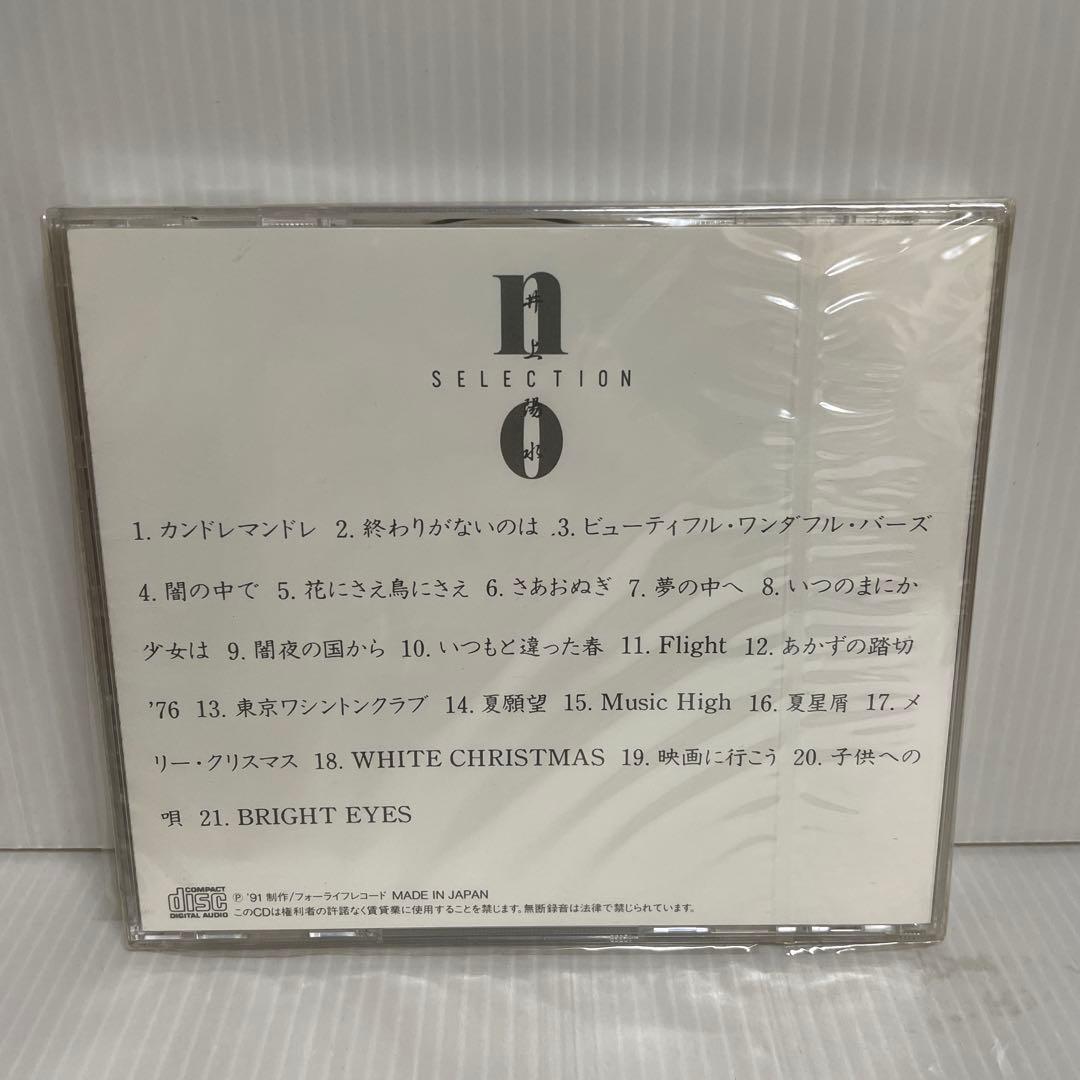 n
井上陽水
SELECTION
O
1. カンドレマンドレ 2. 終わりがないのは .3. ビューティフル・ワンダフル・バーズ
4. 闇の中で 5. 花にさえ鳥にさえ 6. さあおぬぎ 7. 夢の中へ 8. いつのまにか
少女は 9. 闇夜の国から 10. いつもと違った春 11. Flight 12. あかずの踏切
'76 13. 東京ワシントンクラブ 14. 夏願望 15. Music High 16. 夏星屑 17. メ
リー・クリスマス 18. WHITE CHRISTMAS 19. 映画に行こう 20. 子供への
唄 21. BRIGHT EYES
COMPACT
disc
DIGITAL AUDIO
Ⓟ '91 制作/フォーライフレコード MADE IN JAPAN
このCDは権利者の許諾なく賃貸業に使用することを禁じます。無断録音は法律で禁じられています。